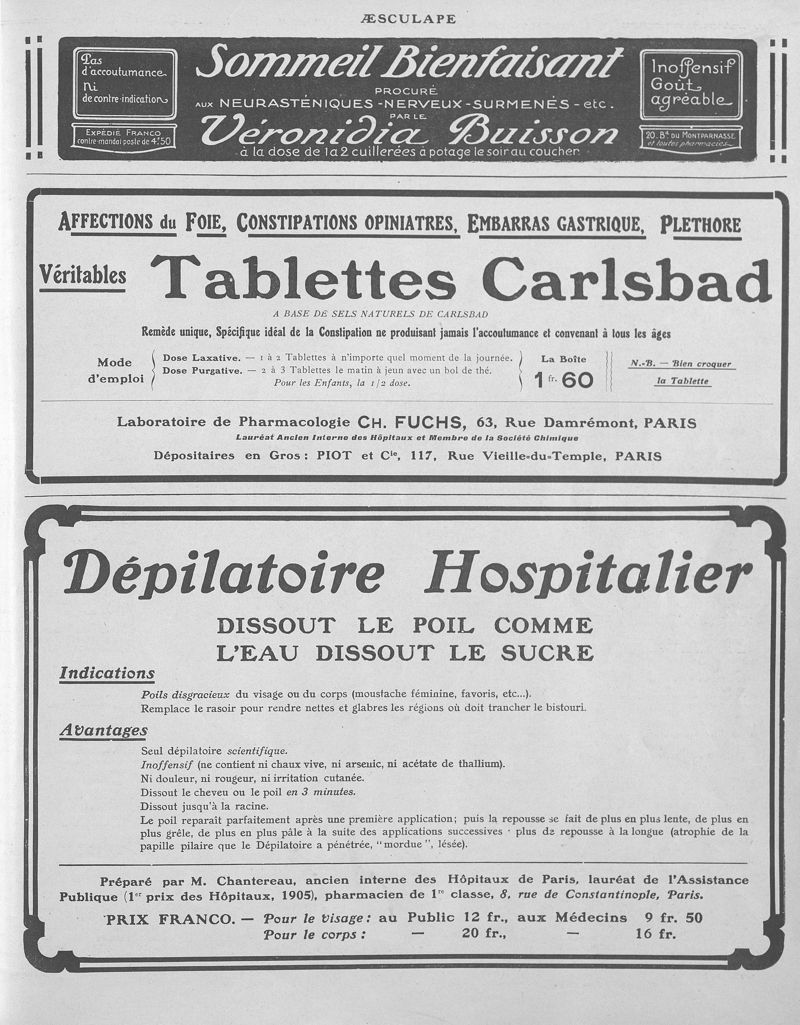 ÆSCULAPE
Pas
d'accoutumance
Ni
de contre-indication
EXPÉDIÉ FRANCO
contre-mandat poste de 4f50
Sommeil Bienfaisant
PROCURÉ
AUX NEURASTÉNIQUES-NERVEUX-SURMENÉS-etc.
PAR LE
Véronidia Buisson
à la dose de 1 à 2 cuillerées à potage le soir au coucher
Inoffensif
Goût
agréable
20. Bd DU MONTPARNASSE
et toutes pharmacies
AFFECTIONS du FOIE, CONSTIPATIONS OPINIATRES, EMBARRAS GASTRIQUE, PLETHORE
Véritables Tablettes Carlsbad
A BASE DE SELS NATURELS DE CARLSBAD
Remède unique, Spécifique idéal de la Constipation ne produisant jamais l'accoutumance et convenant à tous les âges
Mode
d'emploi
Dose Laxative. — 1 à 2 Tablettes à n'importe quel moment de la journée.
Dose Purgative. — 2 à 3 Tablettes le matin à jeun avec un bol de thé.
Pour les Enfants, la 1/2 dose.
La Boîte
1 fr. 60
N.-B. — Bien croquer
la Tablette
Laboratoire de Pharmacologie CH. FUCHS, 63, Rue Damrémont, PARIS
Lauréat Ancien Interne des Hôpitaux et Membre de la Société Chimique
Dépositaires en Gros : PIOT et Cie, 117, Rue Vieille-du-Temple, PARIS
Dépilatoire Hospitalier
DISSOUT LE POIL COMME
L'EAU DISSOUT LE SUCRE
Indications
Poils disgracieux du visage ou du corps (moustache féminine, favoris, etc...).
Remplace le rasoir pour rendre nettes et glabres les régions où doit trancher le bistouri.
Avantages
Seul dépilatoire scientifique.
Inoffensif (ne contient ni chaux vive, ni arsenic, ni acétate de thallium).
Ni douleur, ni rougeur, ni irritation cutanée.
Dissout le cheveu ou le poil en 3 minutes.
Dissout jusqu'à la racine.
Le poil reparaît parfaitement après une première application; puis la repousse se fait de plus en plus lente, de plus en
plus grêle, de plus en plus pâle à la suite des applications successives · plus de repousse à la longue (atrophie de la
papille pilaire que le Dépilatoire a pénétrée, "mordue", lésée).
Préparé par M. Chantereau, ancien interne des Hôpitaux de Paris, lauréat de l'Assistance
Publique (1er prix des Hôpitaux, 1905), pharmacien de 1re classe, 8, rue de Constantinople, Paris.
PRIX FRANCO. — Pour le visage : au Public 12 fr., aux Médecins 9 fr. 50
Pour le corps : — 20 fr., — 16 fr.